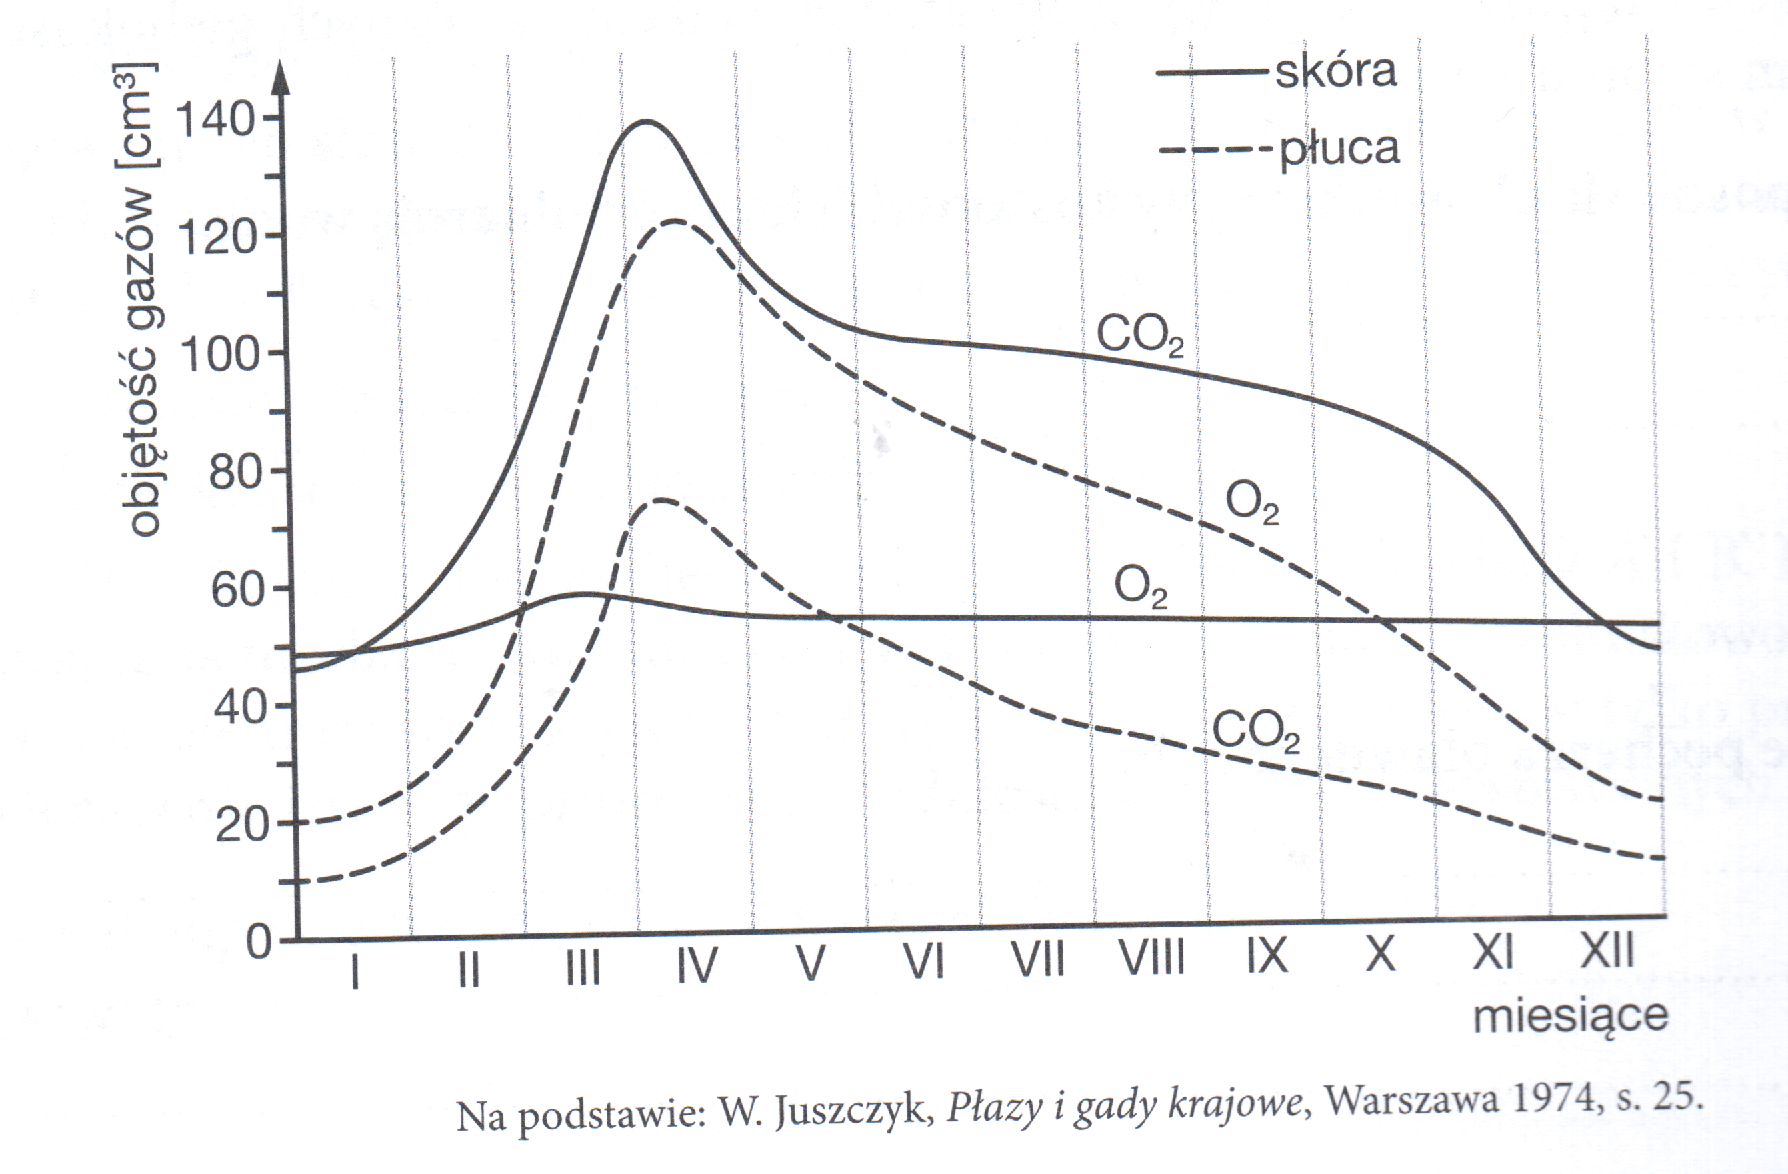 objętość gazów [cm³]
140
120
100
80
60
40
20
0
skóra
płuca
CO₂
O₂
O₂
CO₂
I II III IV V VI VII VIII IX X XI XII
miesiące
Na podstawie: W. Juszczyk, Płazy i gady krajowe, Warszawa 1974, s. 25.